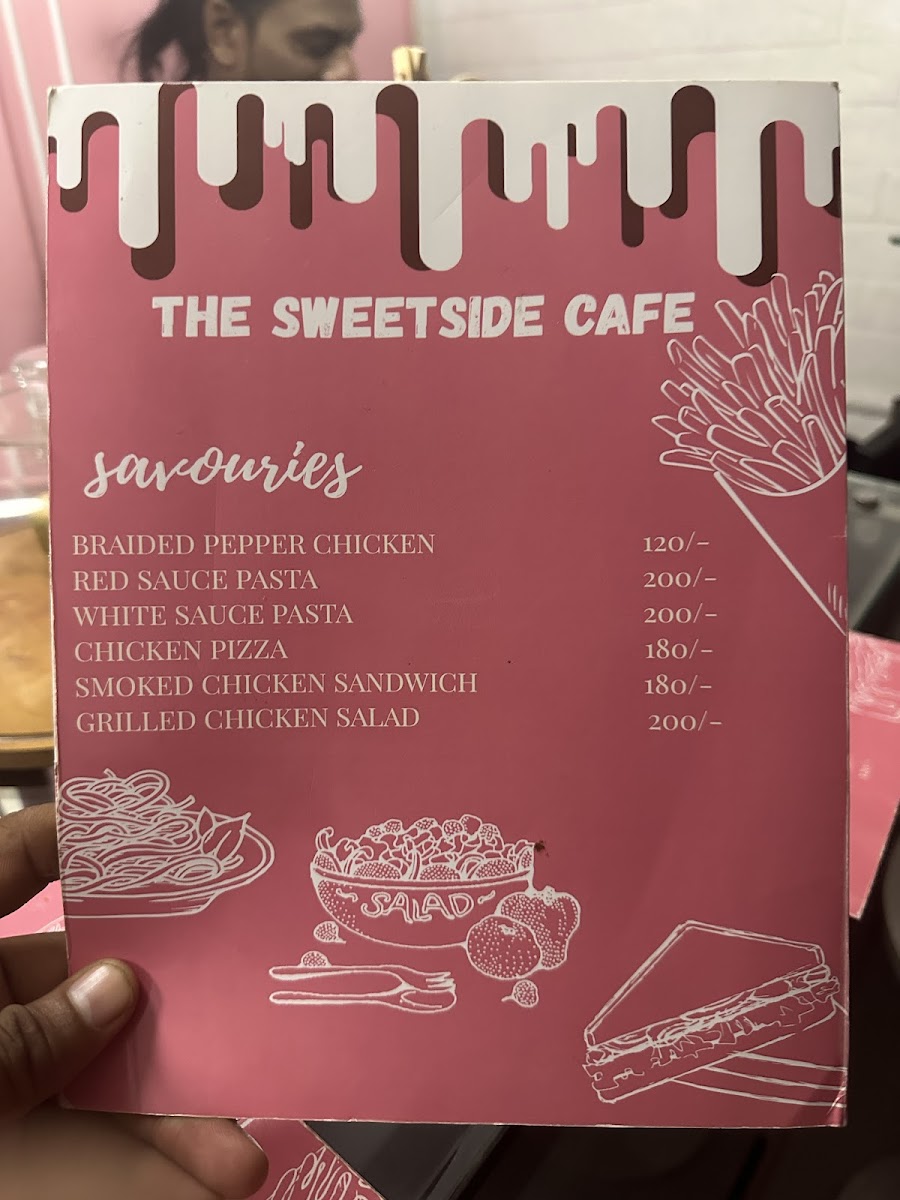 THE SWEETSIDE CAFE
savouries
BRAIDED PEPPER CHICKEN 120/-
RED SAUCE PASTA 200/-
WHITE SAUCE PASTA 200/-
CHICKEN PIZZA 180/-
SMOKED CHICKEN SANDWICH 180/-
GRILLED CHICKEN SALAD 200/-
SALAD